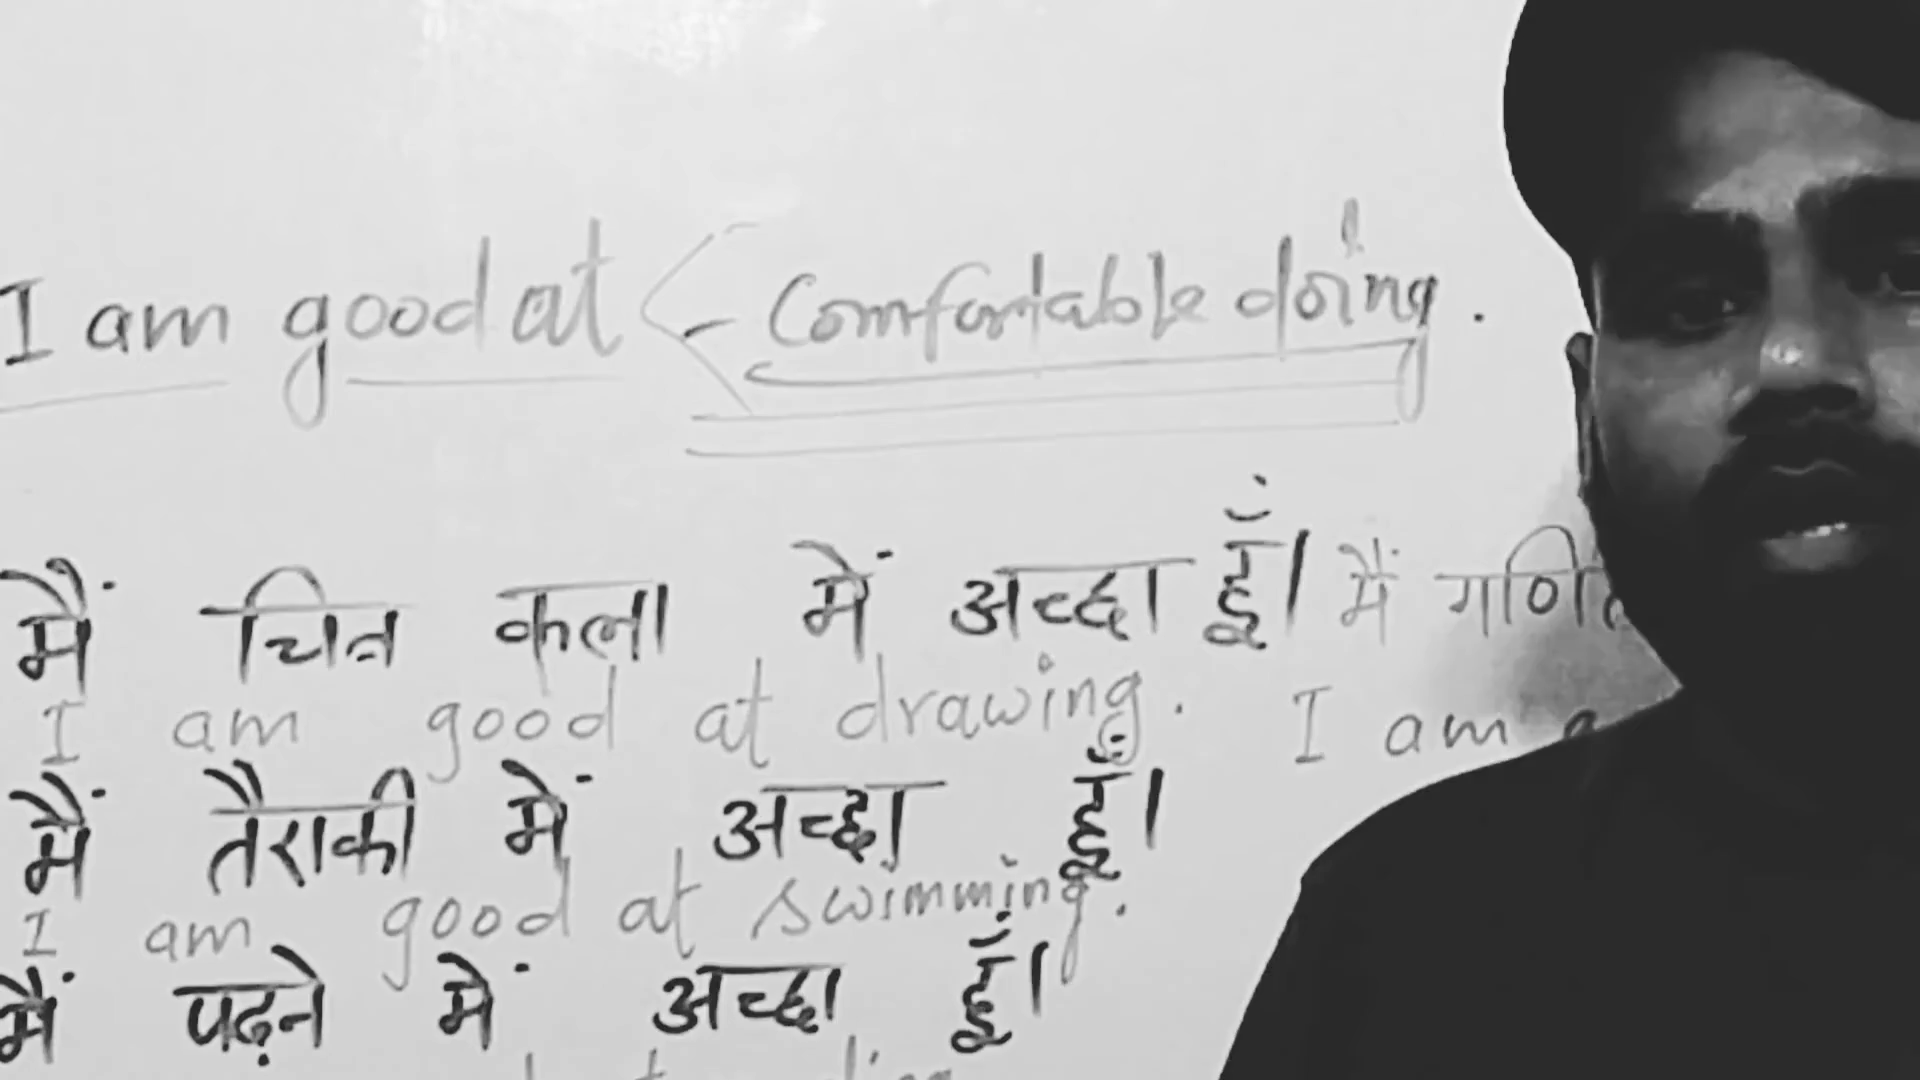 I am good at - Comfortable doing.
मैं चित्र कला में अच्छा हूँ। मैं
I am good at drawing. I am
मैं तैराकी में अच्छा हूँ।
I am good at swimming.
मैं पढ़ने में अच्छा हूँ।